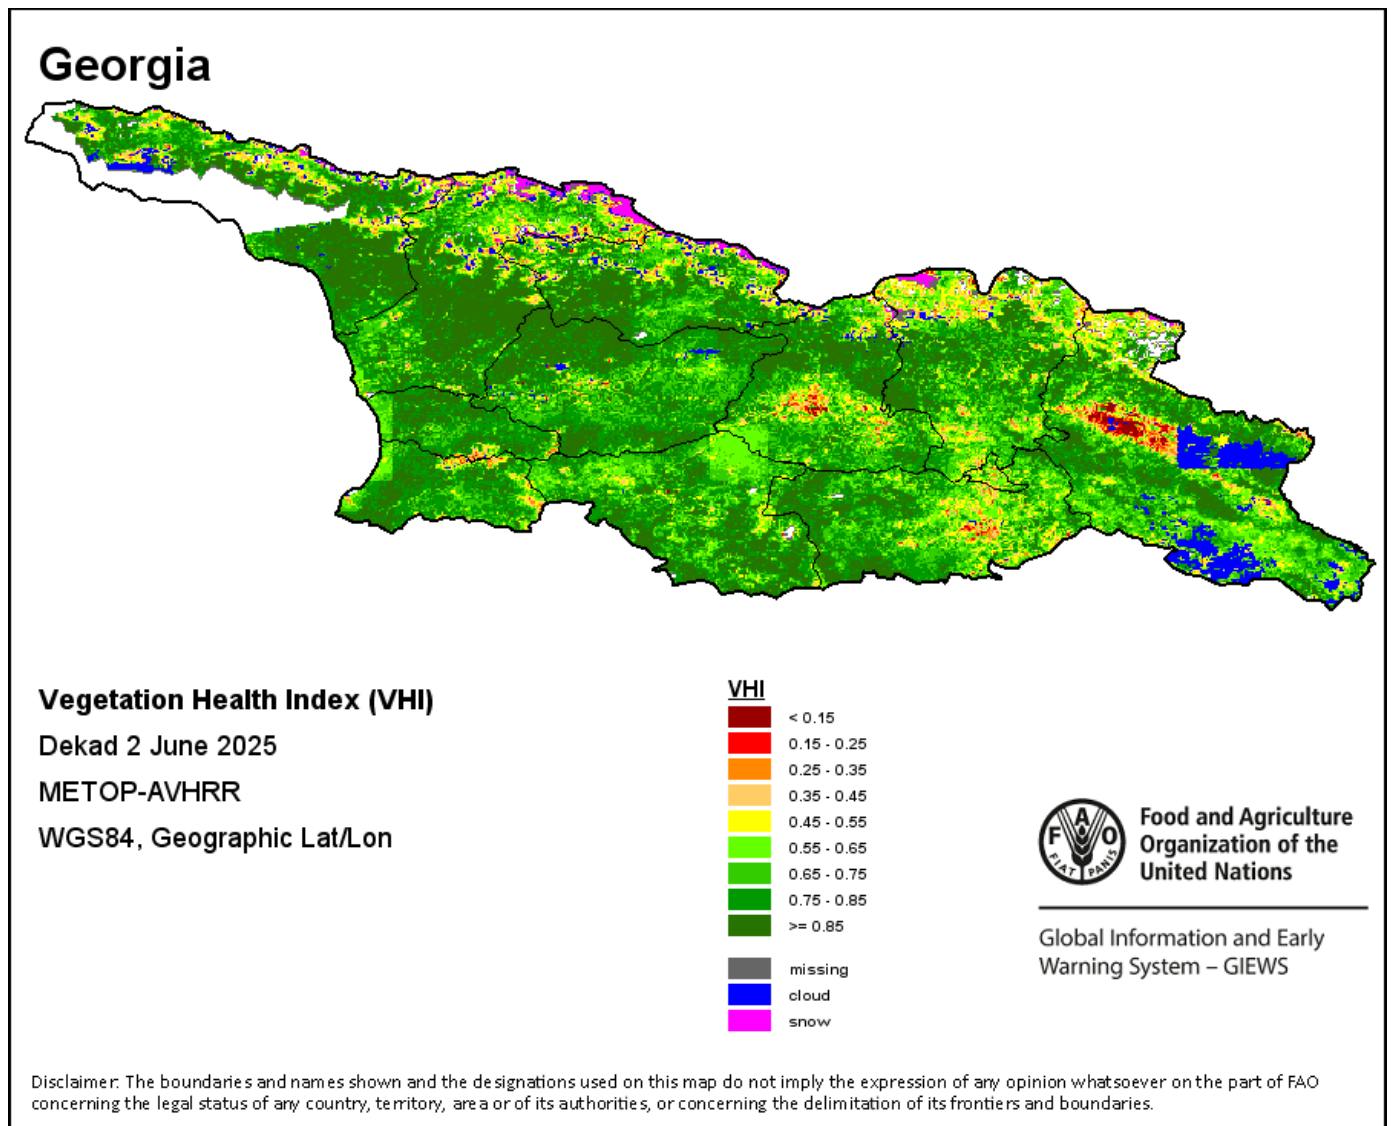 Georgia
Vegetation Health Index (VHI)
Dekad 2 June 2025
METOP-AVHRR
WGS84, Geographic Lat/Lon
VHI
< 0.15
0.15 - 0.25
0.25 - 0.35
0.35 - 0.45
0.45 - 0.55
0.55 - 0.65
0.65 - 0.75
0.75 - 0.85
>= 0.85
missing
cloud
snow
F A O
FIAT PANIS
Food and Agriculture
Organization of the
United Nations
Global Information and Early
Warning System – GIEWS
Disclaimer: The boundaries and names shown and the designations used on this map do not imply the expression of any opinion whatsoever on the part of FAO
concerning the legal status of any country, territory, area or of its authorities, or concerning the delimitation of its frontiers and boundaries.